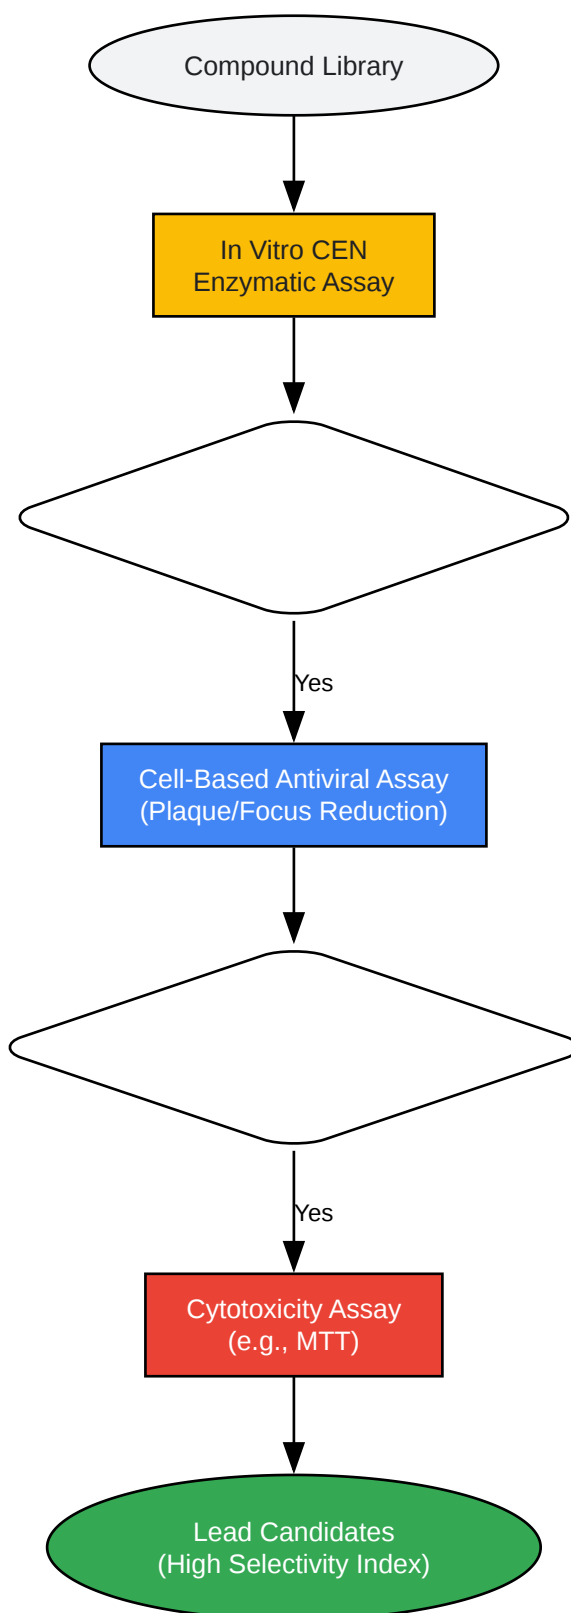 Compound Library
In Vitro CEN
Enzymatic Assay
Yes
Cell-Based Antiviral Assay
(Plaque/Focus Reduction)
Yes
Cytotoxicity Assay
(e.g., MTT)
Lead Candidates
(High Selectivity Index)